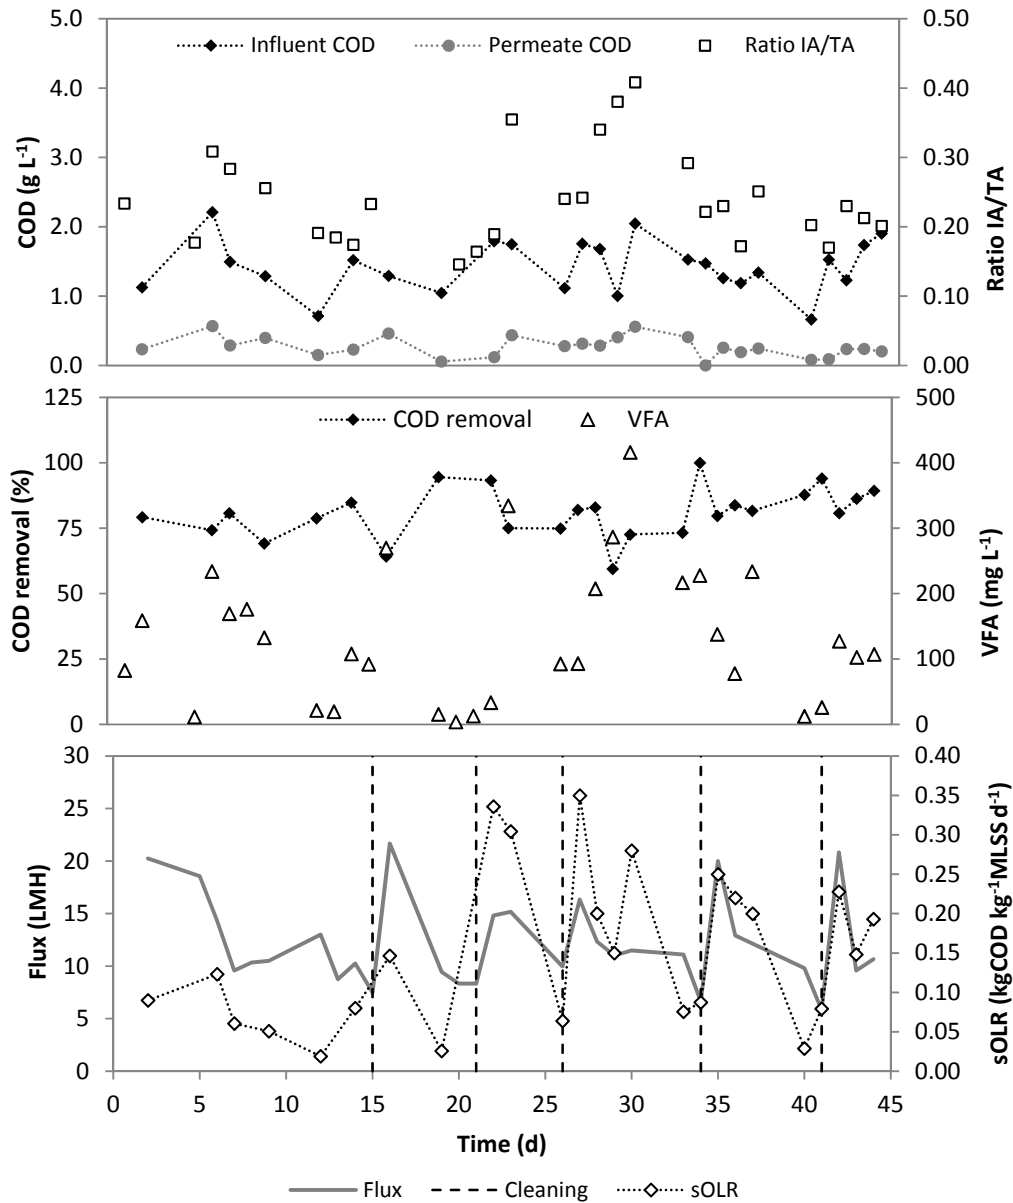 5.0 0.50
Influent COD Permeate COD Ratio IA/TA
4.0 0.40
3.0 0.30
2.0 0.20
1.0 0.10
0.0 0.00
COD (g L⁻¹)
Ratio IA/TA
125 500
COD removal VFA
100 400
75 300
50 200
25 100
0 0
COD removal (%)
VFA (mg L⁻¹)
30 0.40
0.35
25
0.30
20 0.25
15 0.20
0.15
10
0.10
5
0.05
0 0.00
Flux (LMH)
sOLR (kgCOD kg⁻¹MLSS d⁻¹)
0 5 10 15 20 25 30 35 40 45
Time (d)
Flux Cleaning sOLR